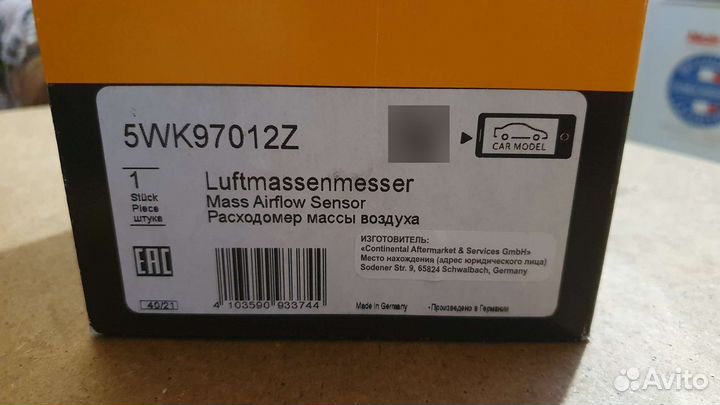 5WK97012Z
CAR MODEL
1
Stück
Piece
штука
Luftmassenmesser
Mass Airflow Sensor
Расходомер массы воздуха
ИЗГОТОВИТЕЛЬ:
«Continental Aftermarket & Services GmbH»
Место нахождения (адрес юридического лица)
Sodener Str. 9, 65824 Schwalbach, Germany
EAC
40/21
4 103590 933744
Made in Germany
• Произведено в Германии
Avito